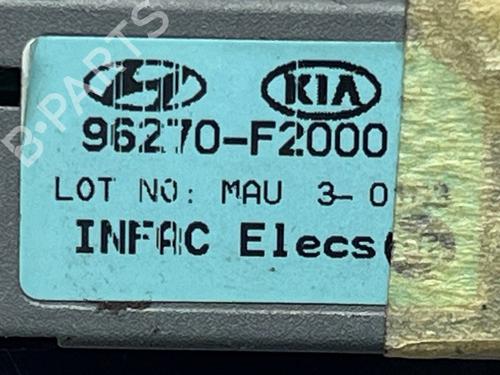 B-PARTS
KIA
96270-F2000
LOT NO: MAU 3-0
INFAC Elecs